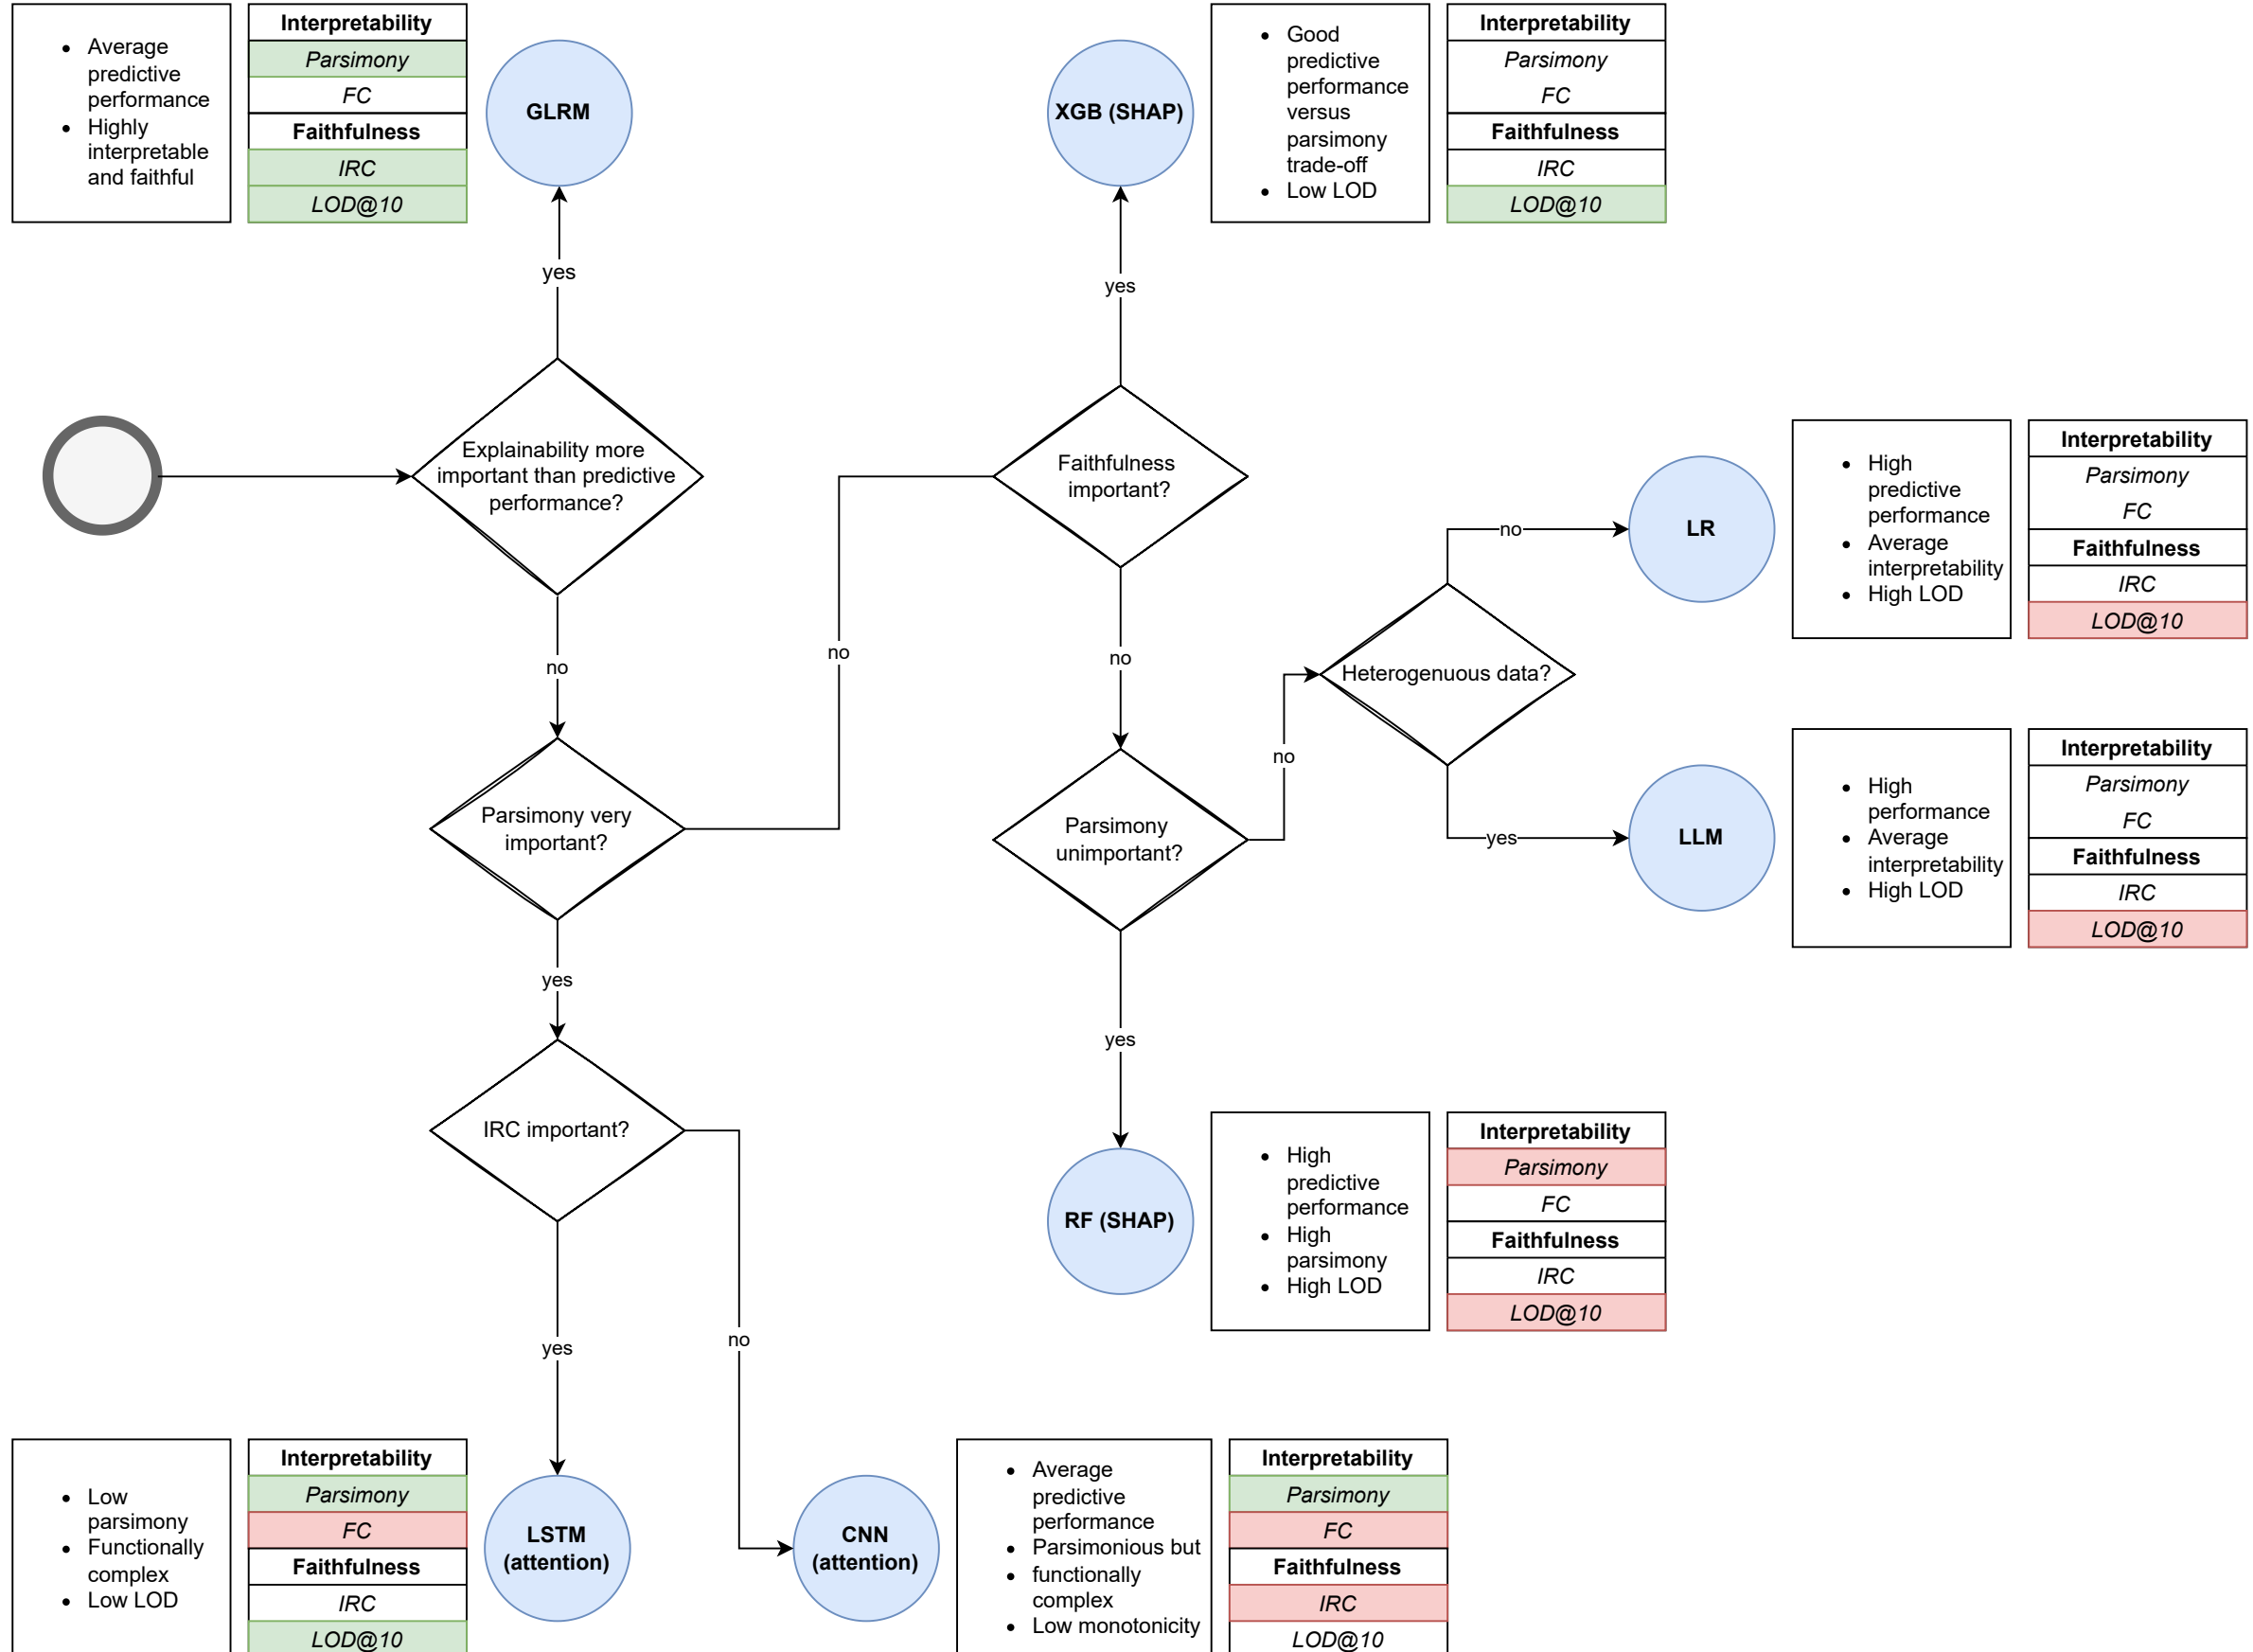 Average
predictive
performance
Highly
interpretable
and faithful
Interpretability
Parsimony
FC
Faithfulness
IRC
LOD@10
GLRM
XGB (SHAP)
Good
predictive
performance
versus
parsimony
trade-off
Low LOD
Interpretability
Parsimony
FC
Faithfulness
IRC
LOD@10
yes
yes
Explainability more
important than predictive
performance?
Faithfulness
important?
no
LR
High
predictive
performance
Average
interpretability
High LOD
Interpretability
Parsimony
FC
Faithfulness
IRC
LOD@10
no
no
no
Heterogenuous data?
no
Parsimony very
important?
Parsimony
unimportant?
yes
LLM
High
performance
Average
interpretability
High LOD
Interpretability
Parsimony
FC
Faithfulness
IRC
LOD@10
yes
yes
IRC important?
RF (SHAP)
High
predictive
performance
High
parsimony
High LOD
Interpretability
Parsimony
FC
Faithfulness
IRC
LOD@10
yes
no
Low
parsimony
Functionally
complex
Low LOD
Interpretability
Parsimony
FC
Faithfulness
IRC
LOD@10
LSTM
(attention)
CNN
(attention)
Average
predictive
performance
Parsimonious but
functionally
complex
Low monotonicity
Interpretability
Parsimony
FC
Faithfulness
IRC
LOD@10